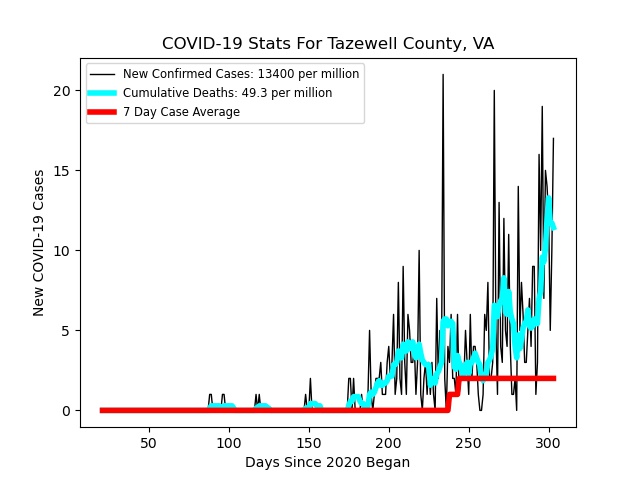 COVID-19 Stats For Tazewell County, VA
New Confirmed Cases: 13400 per million
Cumulative Deaths: 49.3 per million
7 Day Case Average
New COVID-19 Cases
20
15
10
5
0
50 100 150 200 250 300
Days Since 2020 Began